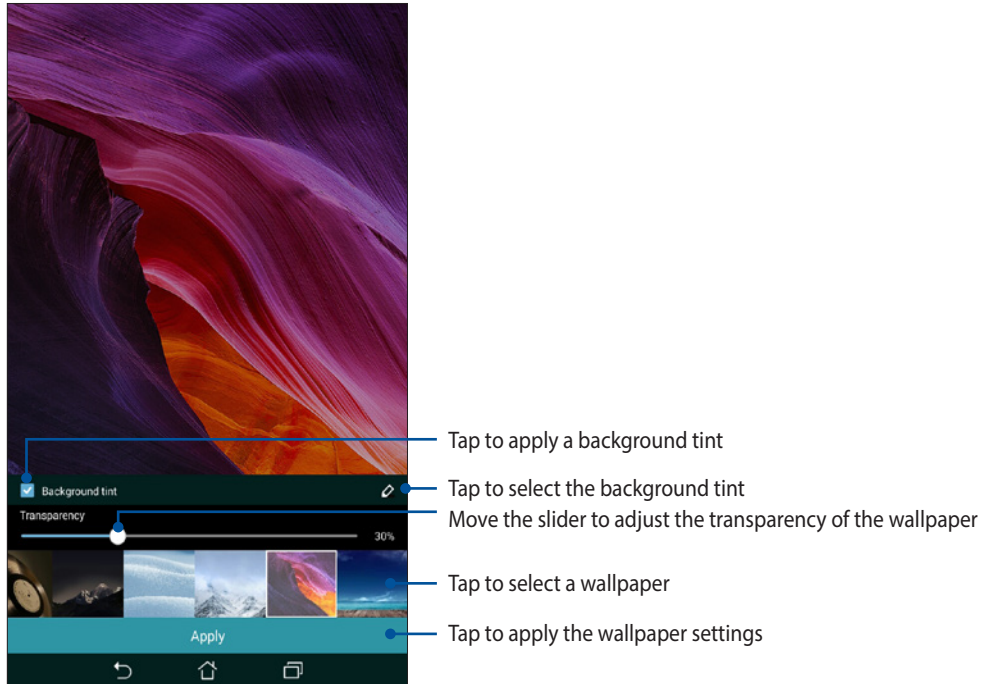 Tap to apply a background tint
Background tint
Tap to select the background tint
Transparency
Move the slider to adjust the transparency of the wallpaper
30%
Tap to select a wallpaper
Apply
Tap to apply the wallpaper settings